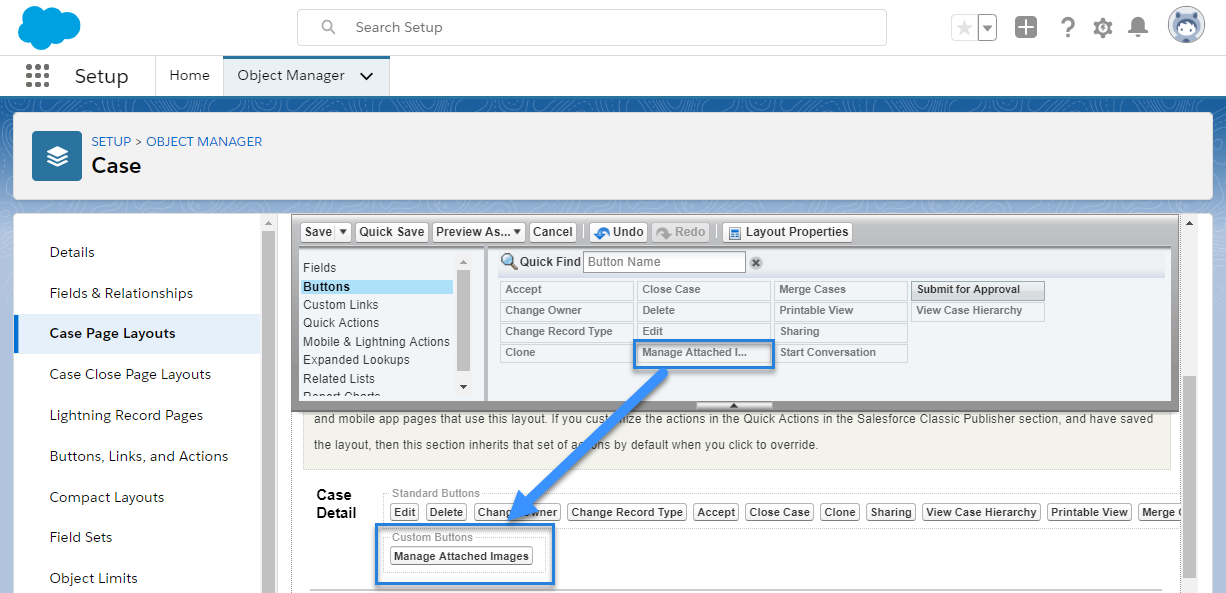 Search Setup
Setup
Home
Object Manager
SETUP > OBJECT MANAGER
Case
Details
Fields & Relationships
Case Page Layouts
Case Close Page Layouts
Lightning Record Pages
Buttons, Links, and Actions
Compact Layouts
Field Sets
Object Limits
Save Quick Save Preview As... Cancel Undo Redo Layout Properties
Fields
Buttons
Custom Links
Quick Actions
Mobile & Lightning Actions
Expanded Lookups
Related Lists
Report Charts
Quick Find Button Name
Accept Close Case Merge Cases Submit for Approval
Change Owner Delete Printable View View Case Hierarchy
Change Record Type Edit Sharing
Clone Manage Attached I... Start Conversation
and mobile app pages that use this layout. If you customize the actions in the Quick Actions in the Salesforce Classic Publisher section, and have saved
the layout, then this section inherits that set of actions by default when you click to override.
Case Detail
Standard Buttons
Edit Delete Change Owner Change Record Type Accept Close Case Clone Sharing View Case Hierarchy Printable View Merge
Custom Buttons
Manage Attached Images